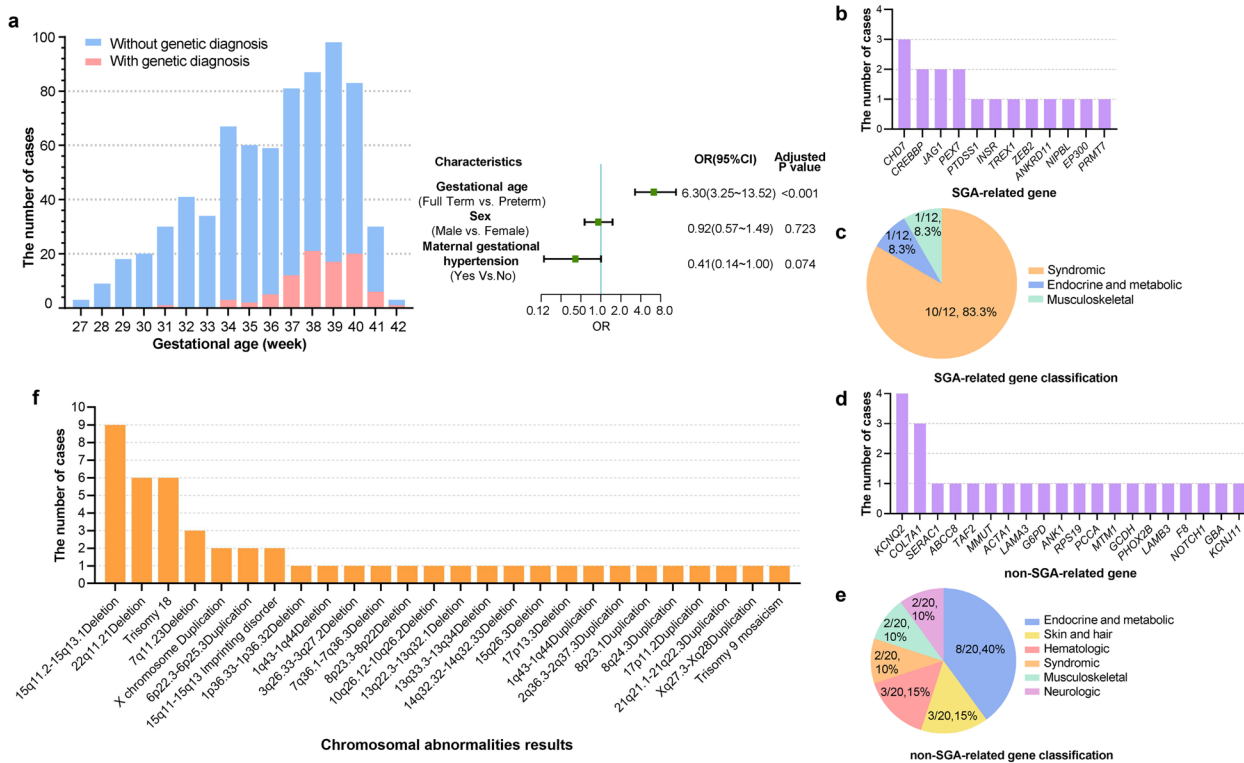 a
Without genetic diagnosis
With genetic diagnosis
The number of cases
100
80
60
40
20
0
27 28 29 30 31 32 33 34 35 36 37 38 39 40 41 42
Gestational age (week)
Characteristics OR(95%CI) Adjusted
P value
Gestational age
(Full Term vs. Preterm) 6.30(3.25~13.52) <0.001
Sex
(Male vs. Female) 0.92(0.57~1.49) 0.723
Maternal gestational
hypertension 0.41(0.14~1.00) 0.074
(Yes Vs.No)
0.12 0.50 1.0 2.0 4.0 8.0
OR
b
The number of cases
4
3
2
1
0
CHD7 CREBBP JAG1 PEX7 PTDSS1 INSR TREX1 ZEB2 ANKRD11 NIPBL EP300 PRMT7
SGA-related gene
c
1/12,
8.3%
1/12,
8.3%
10/12, 83.3%
Syndromic
Endocrine and metabolic
Musculoskeletal
SGA-related gene classification
d
The number of cases
4
3
2
1
0
KCNQ2 COL7A1 SERAC1 ABCC8 TAF2 MMUT ACTA1 LAMA3 G6PD ANK1 RPS19 PCCA MTM1 GCDH PHOX2B LAMB3 F8 NOTCH1 GBA KCNJ11
non-SGA-related gene
e
2/20,
10%
2/20,
10%
2/20,
10%
3/20,15%
3/20,15%
8/20,40%
Endocrine and metabolic
Skin and hair
Hematologic
Syndromic
Musculoskeletal
Neurologic
non-SGA-related gene classification
f
The number of cases
10
9
8
7
6
5
4
3
2
1
0
15q11.2-15q13.1Deletion
22q11.21Deletion
Trisomy 18
7q11.23Deletion
X chromosome Duplication
6p22.3-6p25.3Duplication
15q11-15q13 Imprinting disorder
1p36.33-1p36.32Deletion
1q43-1q44Deletion
3q26.33-3q27.2Deletion
7q36.1-7q36.3Deletion
8p23.3-8p22Deletion
10q26.12-10q26.2Deletion
13q22.3-13q32.1Deletion
13q33.3-13q34Deletion
14q32.32-14q32.33Deletion
15q26.3Deletion
17p13.3Deletion
1q43-1q44Duplication
2q36.3-2q37.3Duplication
8p23.1Duplication
8q24.3Duplication
17p11.2Duplication
21q21.1-21q22.3Duplication
Xq27.3-Xq28Duplication
Trisomy 9 mosaicism
Chromosomal abnormalities results